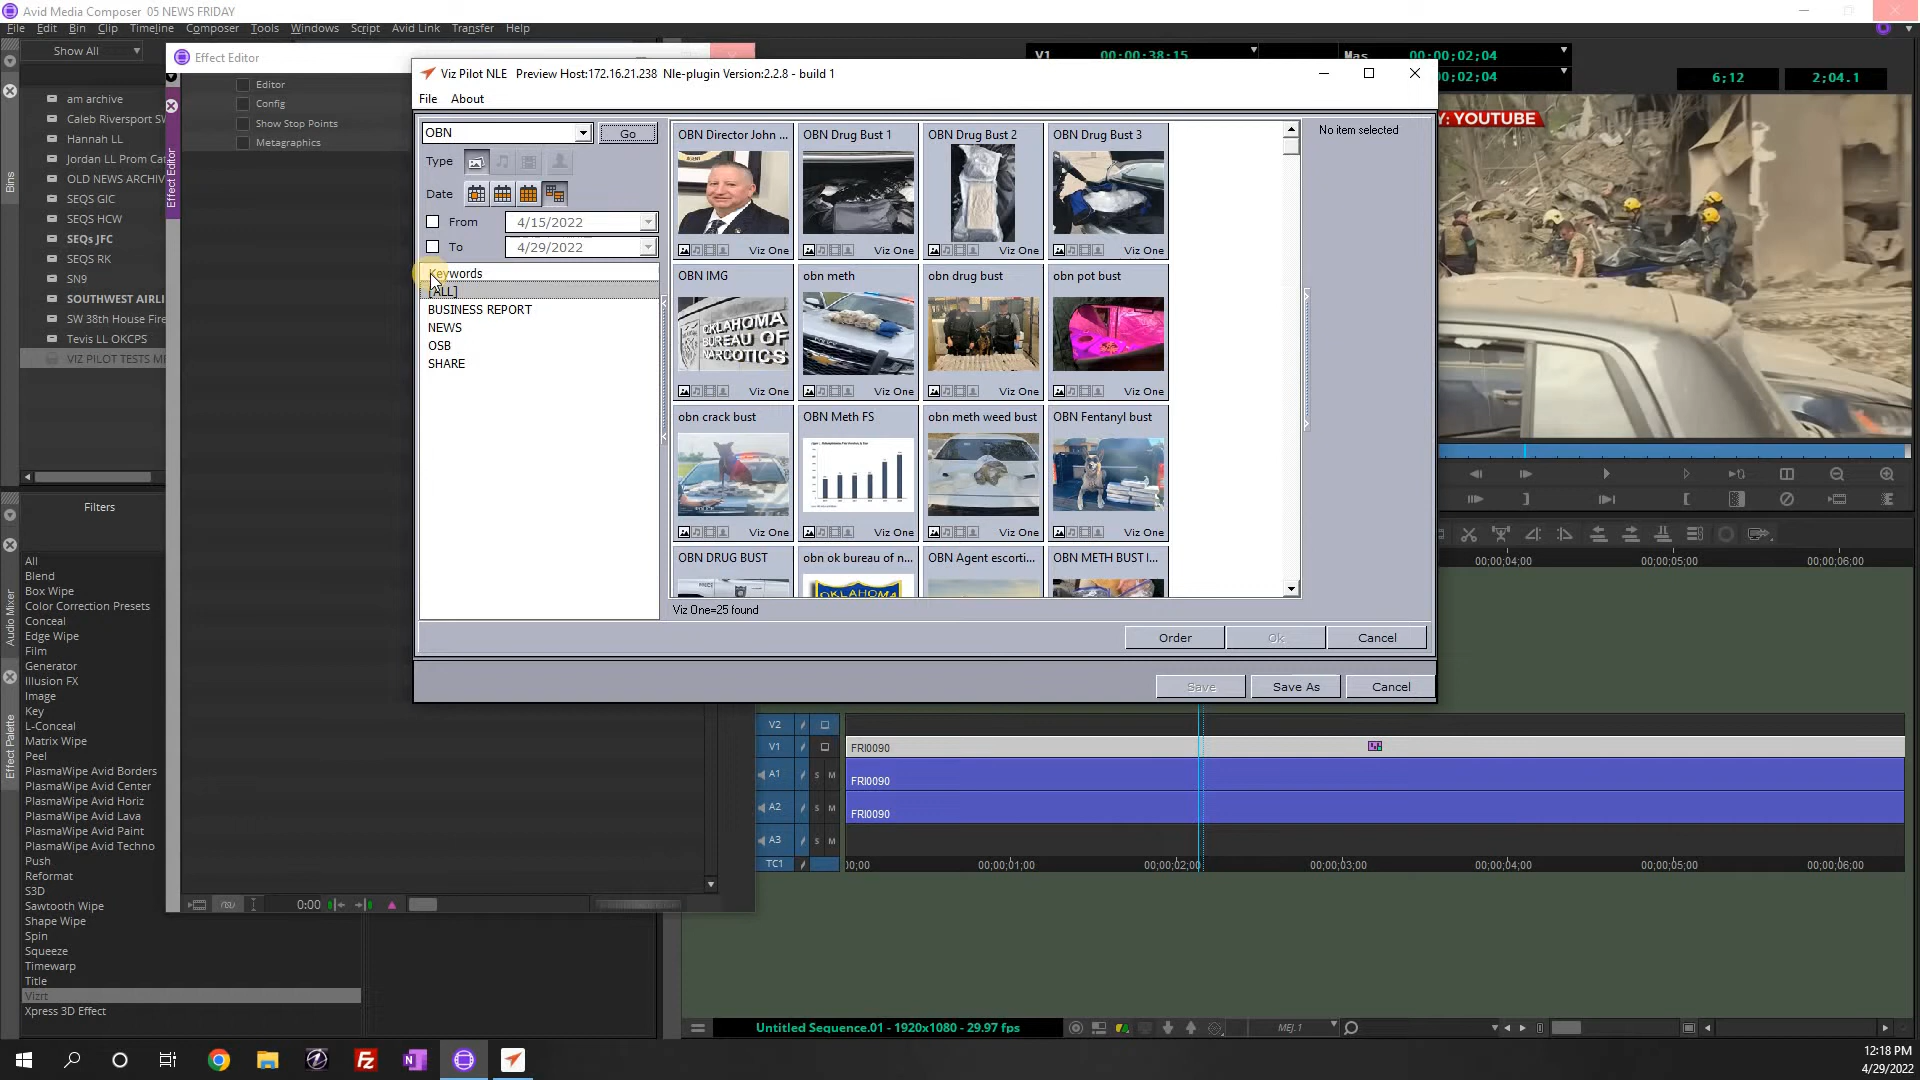 Avid Media Composer 05 NEWS FRIDAY
File Edit Bin Clip Timeline Composer Tools Windows Script Avid Link Transfer Help
Show All
am archive
Caleb Riversport SW
Hannah LL
Jordan LL Prom Cat
OLD NEWS ARCHIV
SEQS GIC
SEQS HCW
SEQs JFC
SEQS RK
SN9
SOUTHWEST AIRLI
SW 38th House Fire
Tevis LL OKCPS
VIZ PILOT TESTS ME
Bins
Filters
All
Blend
Box Wipe
Color Correction Presets
Conceal
Edge Wipe
Film
Generator
Illusion FX
Image
Key
L-Conceal
Matrix Wipe
Peel
PlasmaWipe Avid Borders
PlasmaWipe Avid Center
PlasmaWipe Avid Horiz
PlasmaWipe Avid Lava
PlasmaWipe Avid Paint
PlasmaWipe Avid Techno
Push
Reformat
S3D
Sawtooth Wipe
Shape Wipe
Spin
Squeeze
Timewarp
Title
Vizrt
Xpress 3D Effect
Audio Mixer
Effect Palette
Effect Editor
Effect Editor
Editor
Config
Show Stop Points
Metagraphics
0:00
Viz Pilot NLE Preview Host:172.16.21.238 Nle-plugin Version:2.2.8 - build 1
File About
OBN Go
Type
Date
From 4/15/2022
To 4/29/2022
Keywords
[ALL]
BUSINESS REPORT
NEWS
OSB
SHARE
OBN Director John ... OBN Drug Bust 1 OBN Drug Bust 2 OBN Drug Bust 3
Viz One Viz One Viz One Viz One
OBN IMG obn meth obn drug bust obn pot bust
OKLAHOMA
BUREAU OF
NARCOTICS
Viz One Viz One Viz One Viz One
obn crack bust OBN Meth FS obn meth weed bust OBN Fentanyl bust
Viz One Viz One Viz One Viz One
OBN DRUG BUST obn ok bureau of n... OBN Agent escorti... OBN METH BUST I...
OKLAHOMA
Viz One=25 found
No item selected
Order Ok Cancel
Save Save As Cancel
V1 00:00:38:15 Mas 00:00:02;04
00:00:02;04
6;12 2;04.1
Y: YOUTUBE
00;00;04;00 00;00;05;00 00;00;06;00
V2
V1 FRI0090
A1 S M FRI0090
A2 S M FRI0090
A3 S M
TC1 00;00 00;00;01;00 00;00;02;00 00;00;03;00 00;00;04;00 00;00;05;00 00;00;06;00
Untitled Sequence.01 - 1920x1080 - 29.97 fps
MEJ.1
12:18 PM
4/29/2022